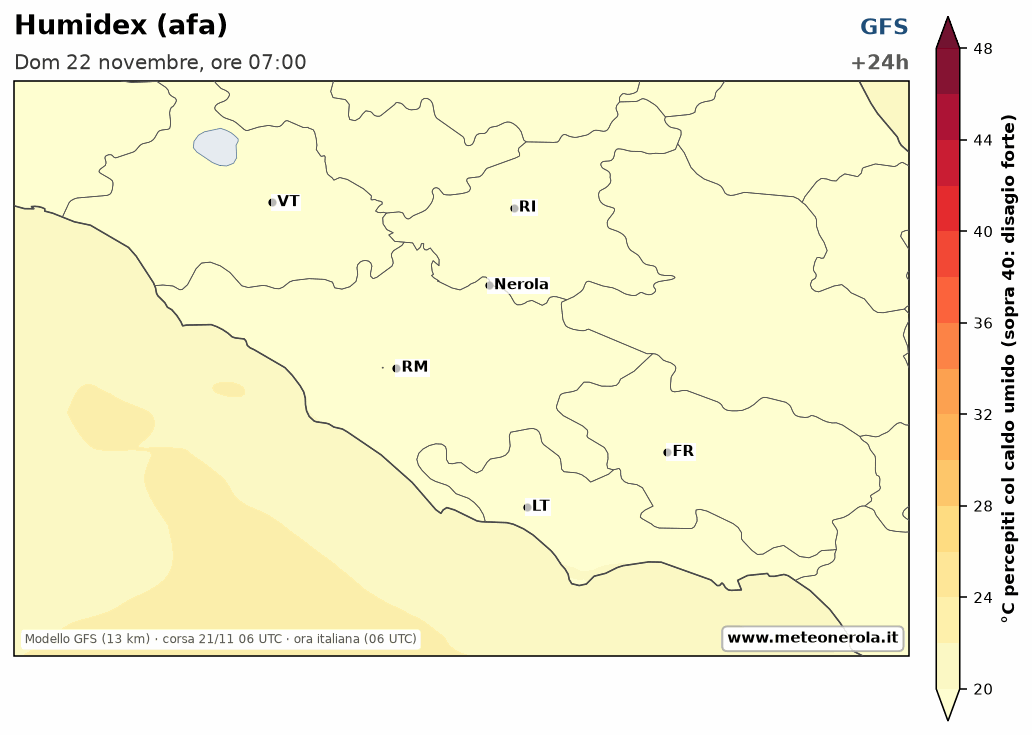 Humidex (afa)
GFS
Dom 22 novembre, ore 07:00
+24h
VT
RI
Nerola
RM
FR
LT
Modello GFS (13 km) · corsa 21/11 06 UTC · ora italiana (06 UTC)
www.meteonerola.it
48
44
40
36
32
28
24
20
°C percepiti col caldo umido (sopra 40: disagio forte)